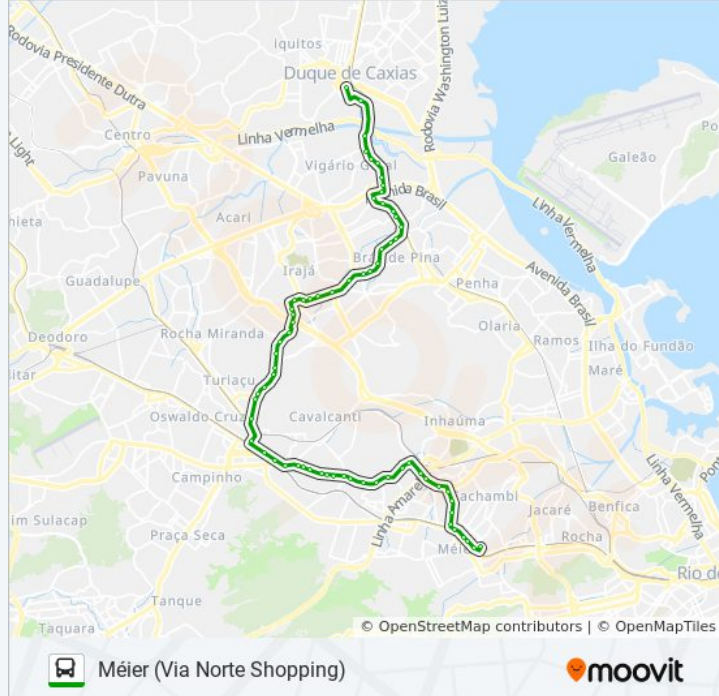 Rodovia Presidente Dutra
iquitos
Duque de Caxias
Rodovia Washington Luiz
Linha Vermelha
Centro
Light
Pavuna
Vigário Geral
Avenida Brasil
Galeão
Linha Vermelha
Acari
Irajá
Brás de Pina
Penha
Avenida Brasil
Guadalupe
Rocha Miranda
Olaria
Ramos
Ilha do Fundão
Deodoro
Maré
Turiaçu
Oswaldo Cruz
Cavalcanti
Inhaúma
Campinho
Linha Amarela
achambi
Jacaré
Benfica
Linha Vermelha
im Sulacap
Praça Seca
Rocha
Méier
Rio de
Tanque
Taquara
© OpenStreetMap contributors | © OpenMapTiles
Méier (Via Norte Shopping)
moovit